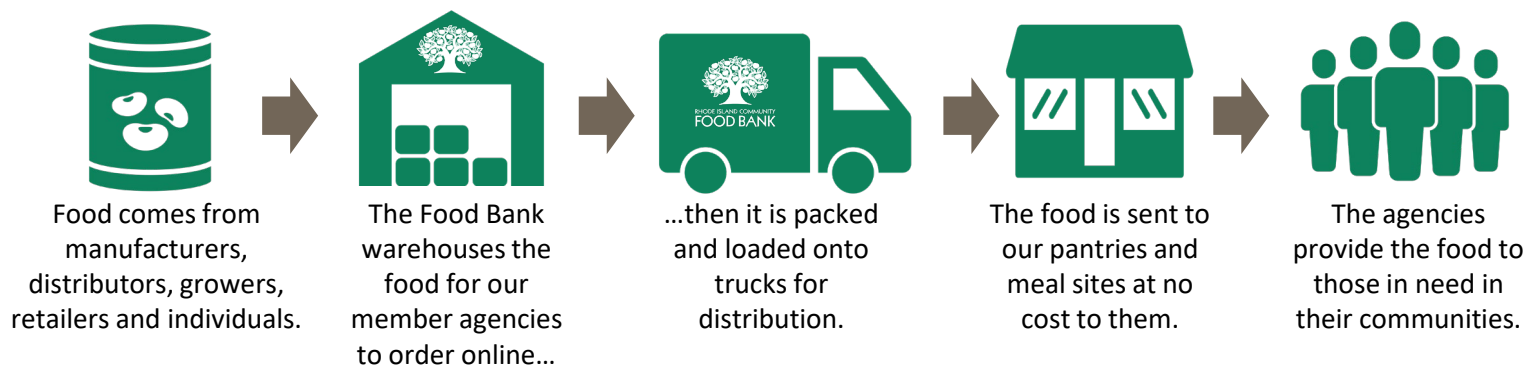 RHODE ISLAND COMMUNITY
FOOD BANK
Food comes from
manufacturers,
distributors, growers,
retailers and individuals.
The Food Bank
warehouses the
food for our
member agencies
to order online…
…then it is packed
and loaded onto
trucks for
distribution.
The food is sent to
our pantries and
meal sites at no
cost to them.
The agencies
provide the food to
those in need in
their communities.